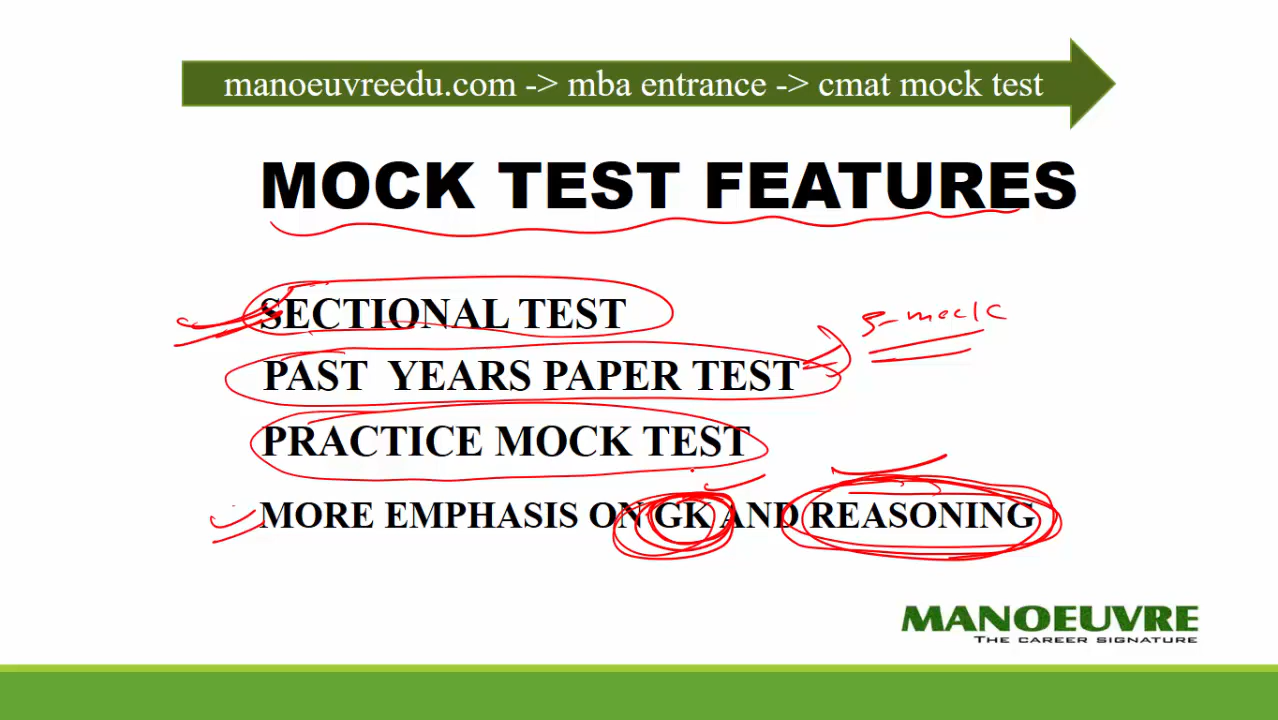 manoeuvreedu.com -> mba entrance -> cmat mock test
MOCK TEST FEATURES
SECTIONAL TEST
mock
PAST YEARS PAPER TEST
PRACTICE MOCK TEST
MORE EMPHASIS ON GK AND REASONING
MANOEUVRE
THE CAREER SIGNATURE